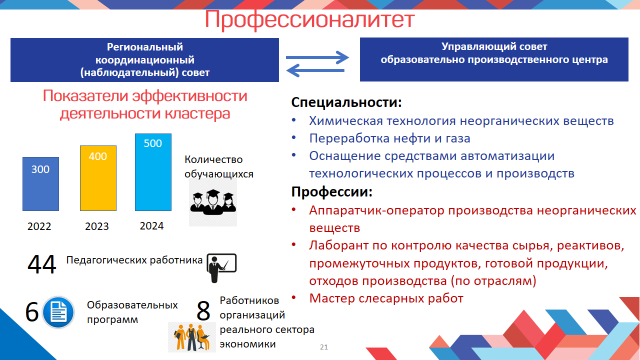 Профессионалитет
Региональный
координационный
(наблюдательный) совет
Управляющий совет
образовательно производственного центра
Показатели эффективности
деятельности кластера
300
400
500
2022
2023
2024
Количество
обучающихся
44
Педагогических работника
6
Образовательных
программ
8
Работников
организаций
реального сектора
экономики
Специальности:
• Химическая технология неорганических веществ
• Переработка нефти и газа
• Оснащение средствами автоматизации
технологических процессов и производств
Профессии:
• Аппаратчик-оператор производства неорганических
веществ
• Лаборант по контролю качества сырья, реактивов,
промежуточных продуктов, готовой продукции,
отходов производства (по отраслям)
• Мастер слесарных работ
21